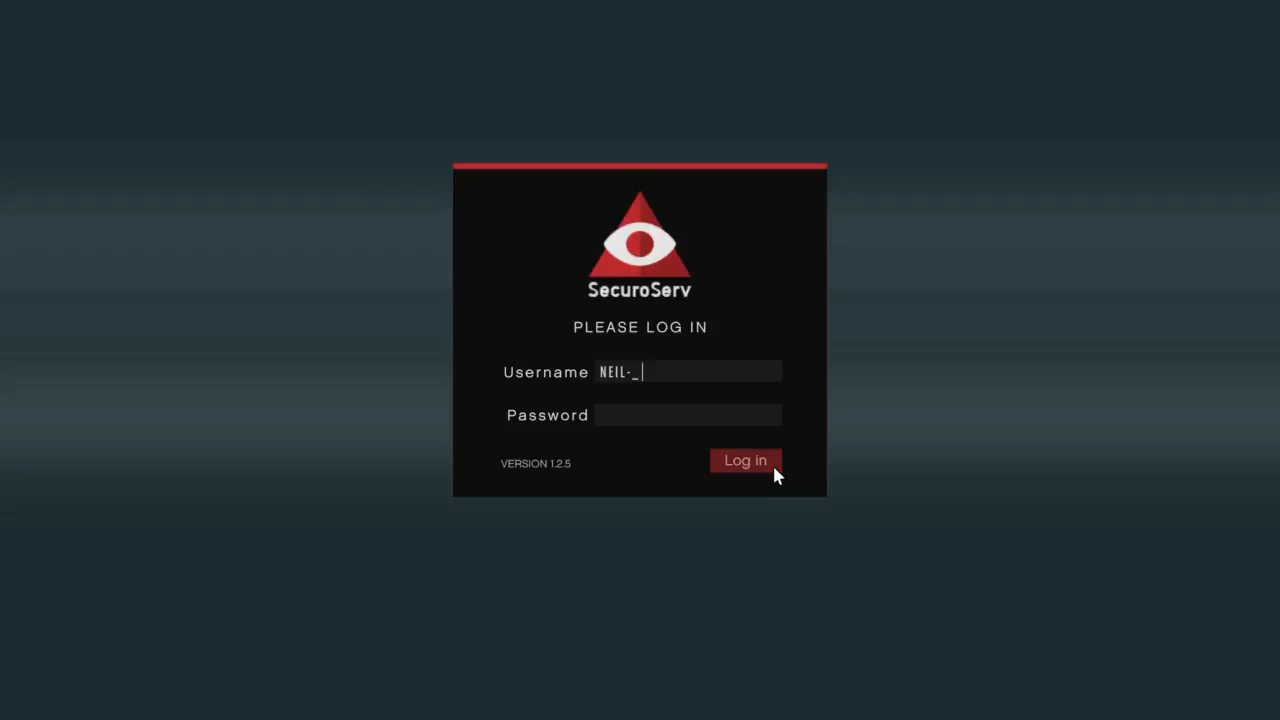 SecuroServ
PLEASE LOG IN
Username NEIL-_
Password
VERSION 1.2.5 Log in